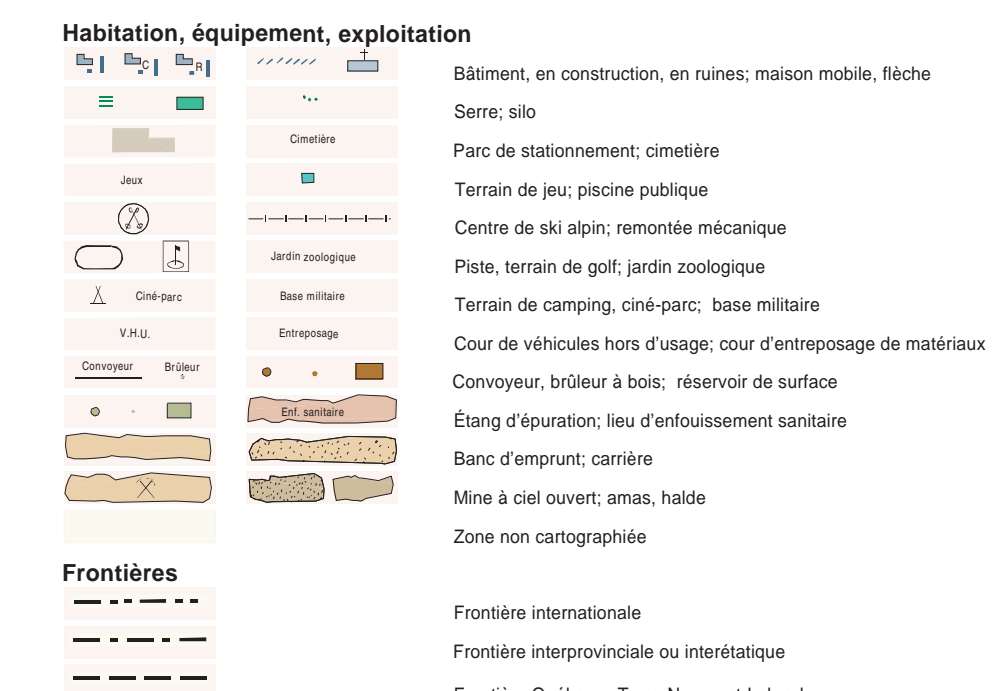 Habitation, équipement, exploitation
C R Bâtiment, en construction, en ruines; maison mobile, flèche
Serre; silo
Cimetière Parc de stationnement; cimetière
Jeux Terrain de jeu; piscine publique
Centre de ski alpin; remontée mécanique
Jardin zoologique Piste, terrain de golf; jardin zoologique
Ciné-parc Base militaire Terrain de camping, ciné-parc; base militaire
V.H.U. Entreposage Cour de véhicules hors d'usage; cour d'entreposage de matériaux
Convoyeur Brûleur Convoyeur, brûleur à bois; réservoir de surface
Enf. sanitaire Étang d'épuration; lieu d'enfouissement sanitaire
Banc d'emprunt; carrière
Mine à ciel ouvert; amas, halde
Zone non cartographiée
Frontières
Frontière internationale
Frontière interprovinciale ou interétatique